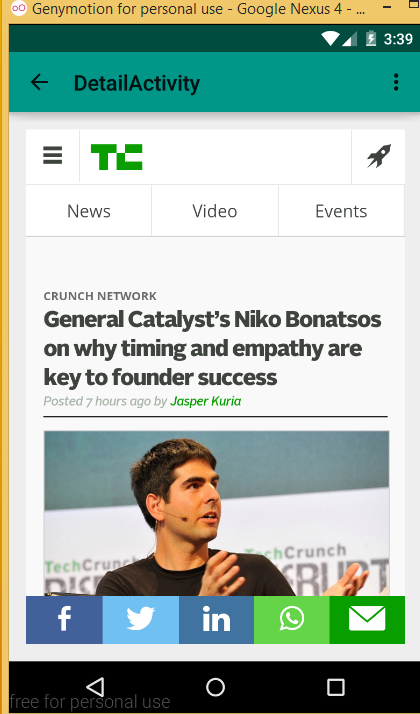 Genymotion for personal use - Google Nexus 4 - ...
3:39
DetailActivity
TC
News Video Events
CRUNCH NETWORK
General Catalyst's Niko Bonatsos
on why timing and empathy are
key to founder success
Posted 7 hours ago by Jasper Kuria
TechCrunch
TechCrunch
DISRUPT
f in
free for personal use